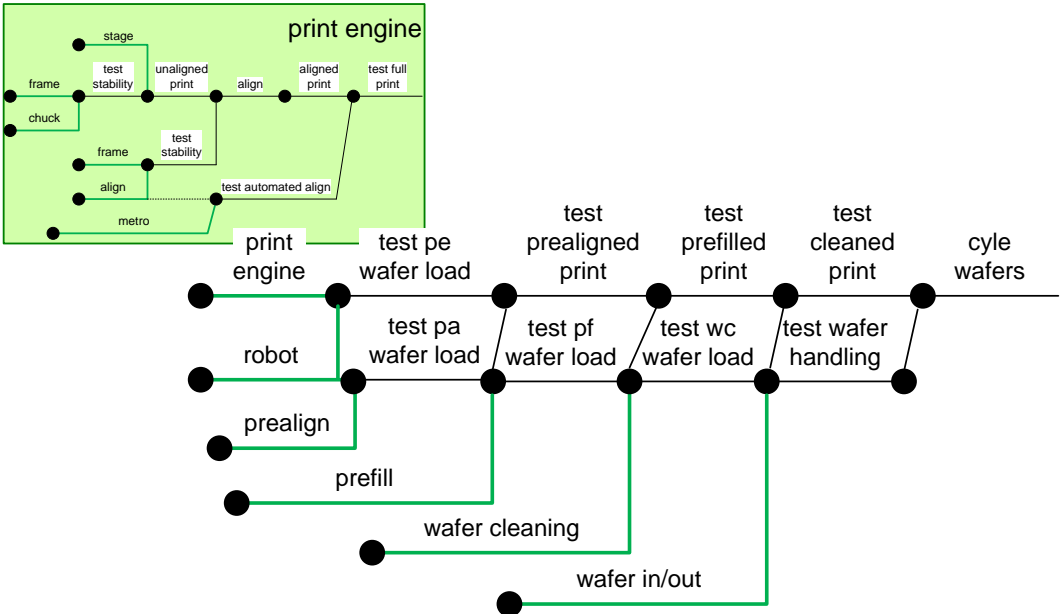 print engine
stage
frame
test
stability
unaligned
print
align
aligned
print
test full
print
chuck
test
stability
frame
align
test automated align
metro
print
engine
test pe
wafer load
test
prealigned
print
test
prefilled
print
test
cleaned
print
cyle
wafers
robot
test pa
wafer load
test pf
wafer load
test wc
wafer load
test wafer
handling
prealign
prefill
wafer cleaning
wafer in/out